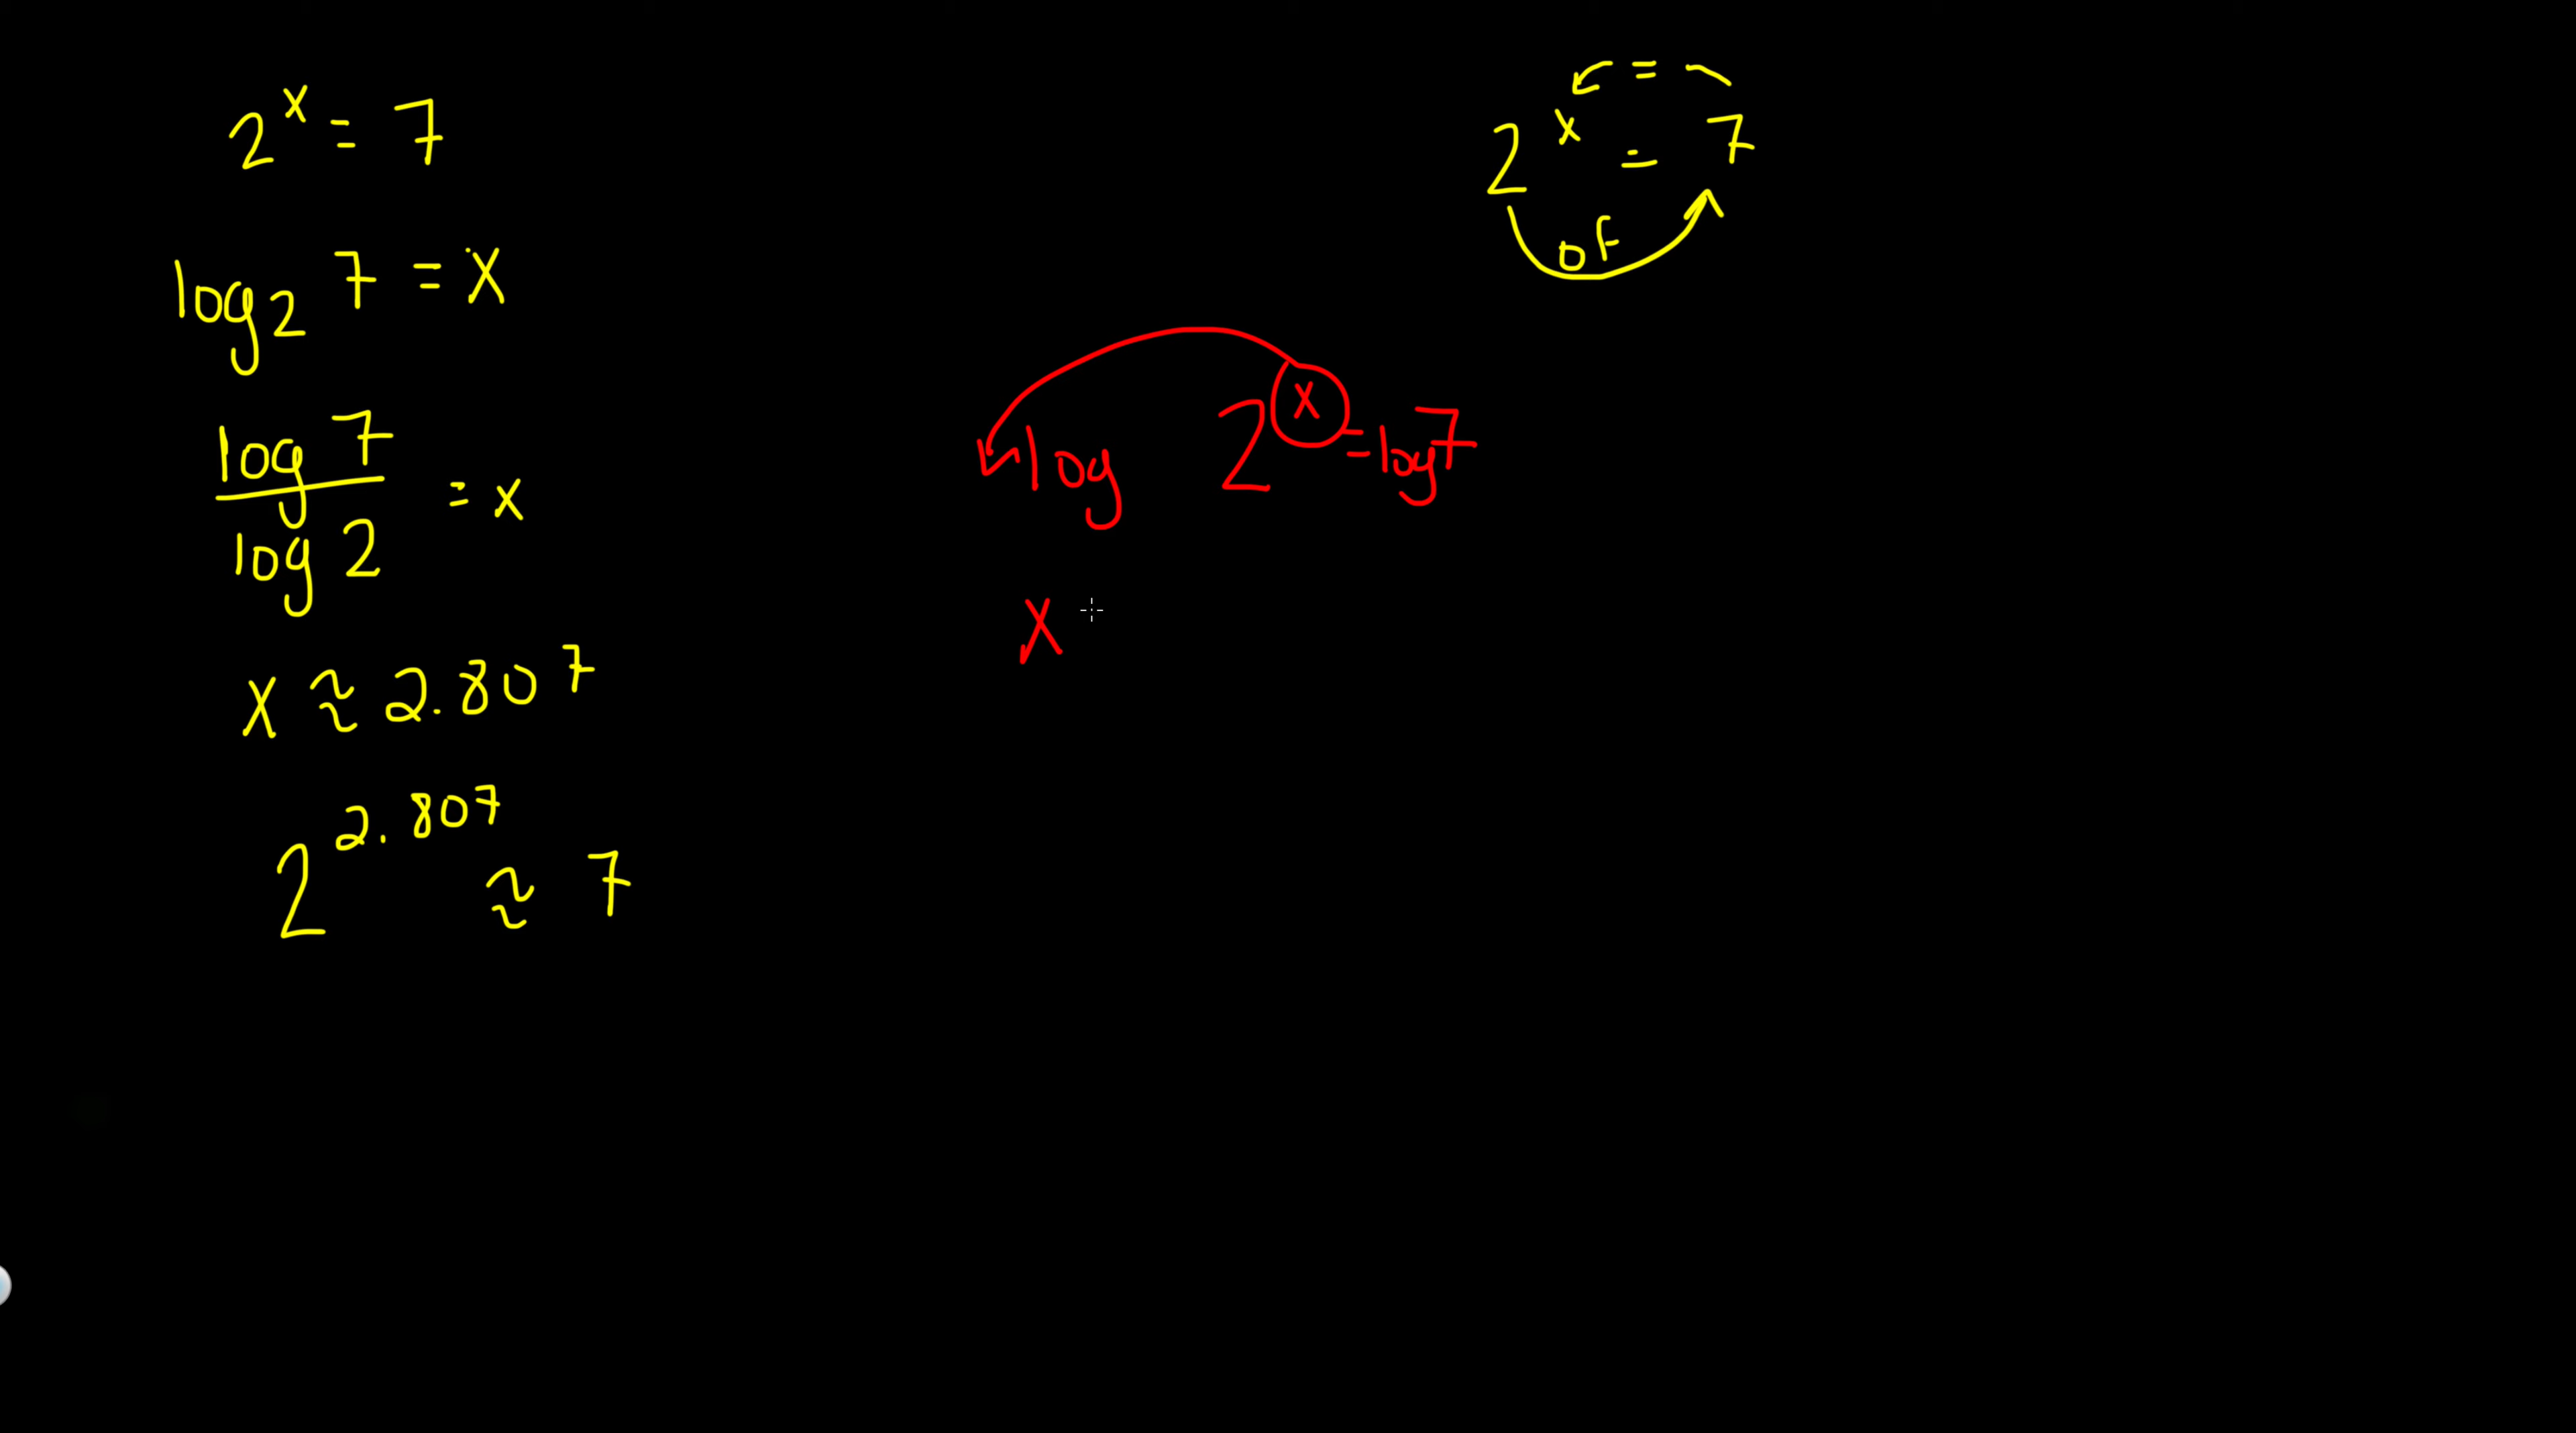 2^x = 7
log_2 7 = x
log 7 / log 2 = x
x ≈ 2.807
2^2.807 ≈ 7
=
2^x = 7
of
log 2^x = log 7
x